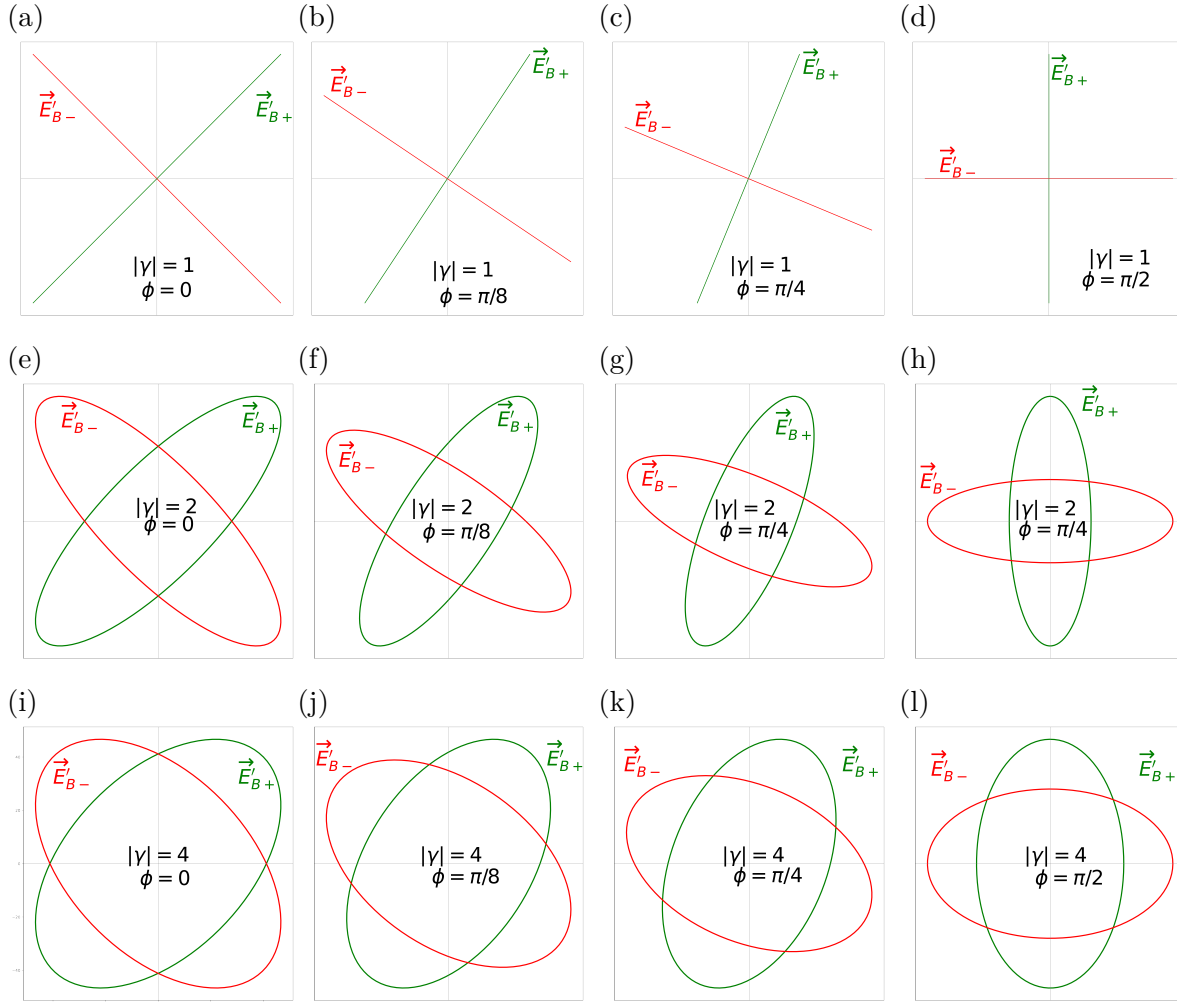 (a) (b) (c) (d)
E′B− E′B+ E′B− E′B+ E′B− E′B+ E′B− E′B+
|γ| = 1 |γ| = 1 |γ| = 1 |γ| = 1
ϕ = 0 ϕ = π/8 ϕ = π/4 ϕ = π/2
(e) (f) (g) (h)
E′B− E′B+ E′B− E′B+ E′B− E′B+ E′B− E′B+
|γ| = 2 |γ| = 2 |γ| = 2 |γ| = 2
ϕ = 0 ϕ = π/8 ϕ = π/4 ϕ = π/4
(i) (j) (k) (l)
E′B− E′B+ E′B− E′B+ E′B− E′B+ E′B− E′B+
|γ| = 4 |γ| = 4 |γ| = 4 |γ| = 4
ϕ = 0 ϕ = π/8 ϕ = π/4 ϕ = π/2